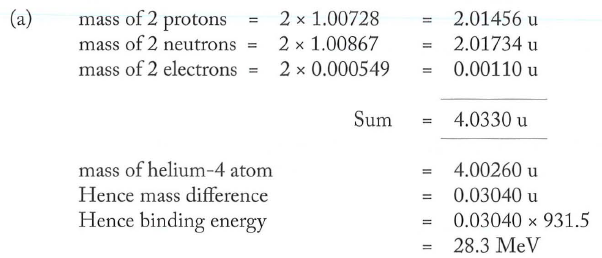 (a) mass of 2 protons = 2 × 1.00728 = 2.01456 u
mass of 2 neutrons = 2 × 1.00867 = 2.01734 u
mass of 2 electrons = 2 × 0.000549 = 0.00110 u
Sum = 4.0330 u
mass of helium-4 atom = 4.00260 u
Hence mass difference = 0.03040 u
Hence binding energy = 0.03040 × 931.5
= 28.3 MeV